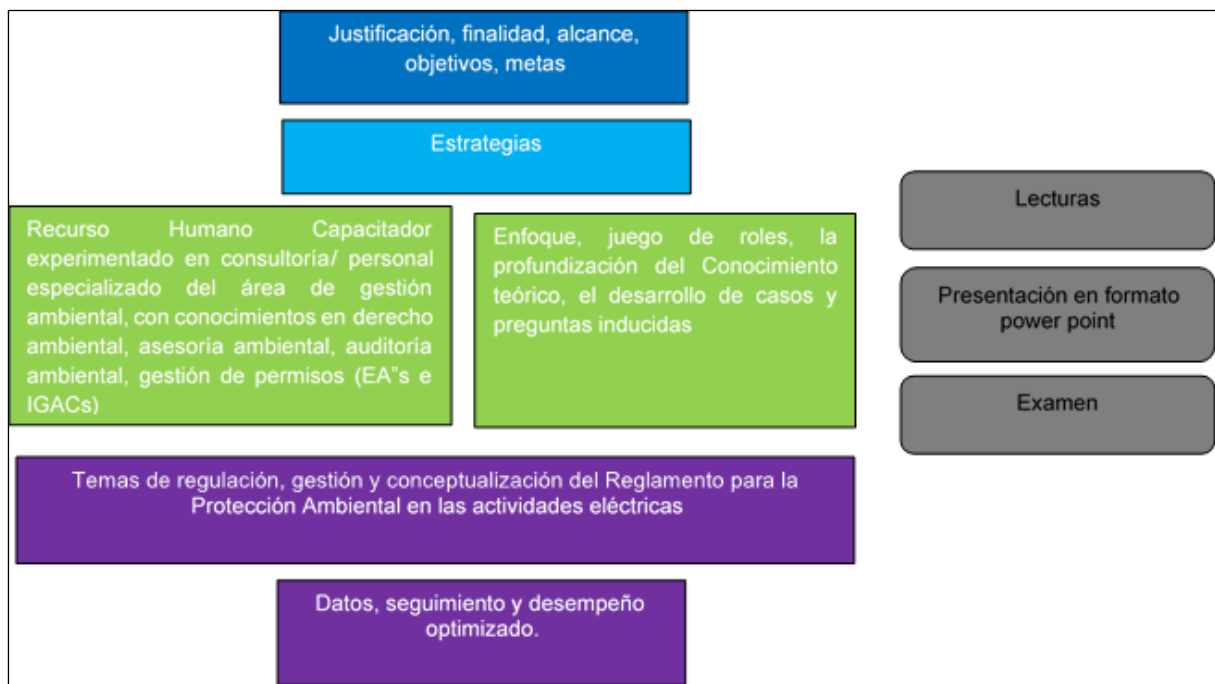 Justificación, finalidad, alcance,
objetivos, metas
Estrategias
Recurso Humano Capacitador
experimentado en consultoría/ personal
especializado del área de gestión
ambiental, con conocimientos en derecho
ambiental, asesoría ambiental, auditoría
ambiental, gestión de permisos (EA"s e
IGACs)
Enfoque, juego de roles, la
profundización del Conocimiento
teórico, el desarrollo de casos y
preguntas inducidas
Lecturas
Presentación en formato
power point
Examen
Temas de regulación, gestión y conceptualización del Reglamento para la
Protección Ambiental en las actividades eléctricas
Datos, seguimiento y desempeño
optimizado.